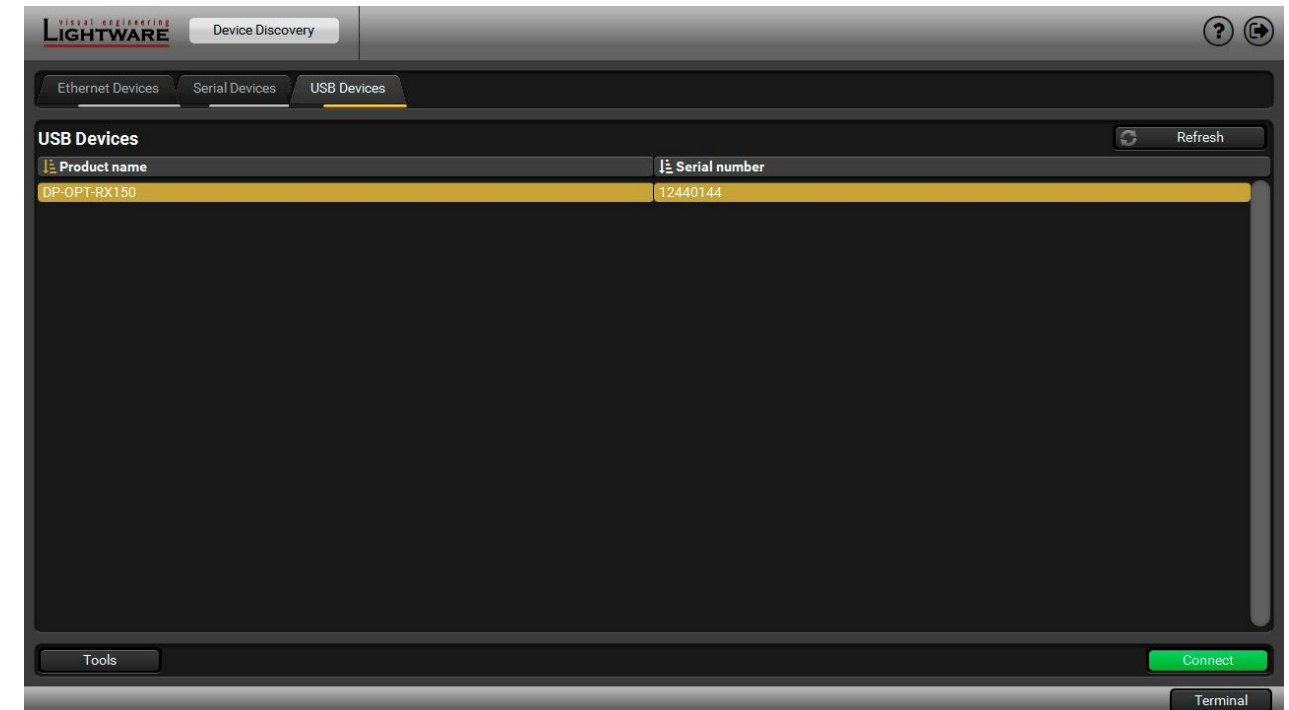 visual engineering
LIGHTWARE
Device Discovery
?
Ethernet Devices
Serial Devices
USB Devices
USB Devices
Refresh
Product name
Serial number
DP-OPT-RX150
12440144
Tools
Connect
Terminal